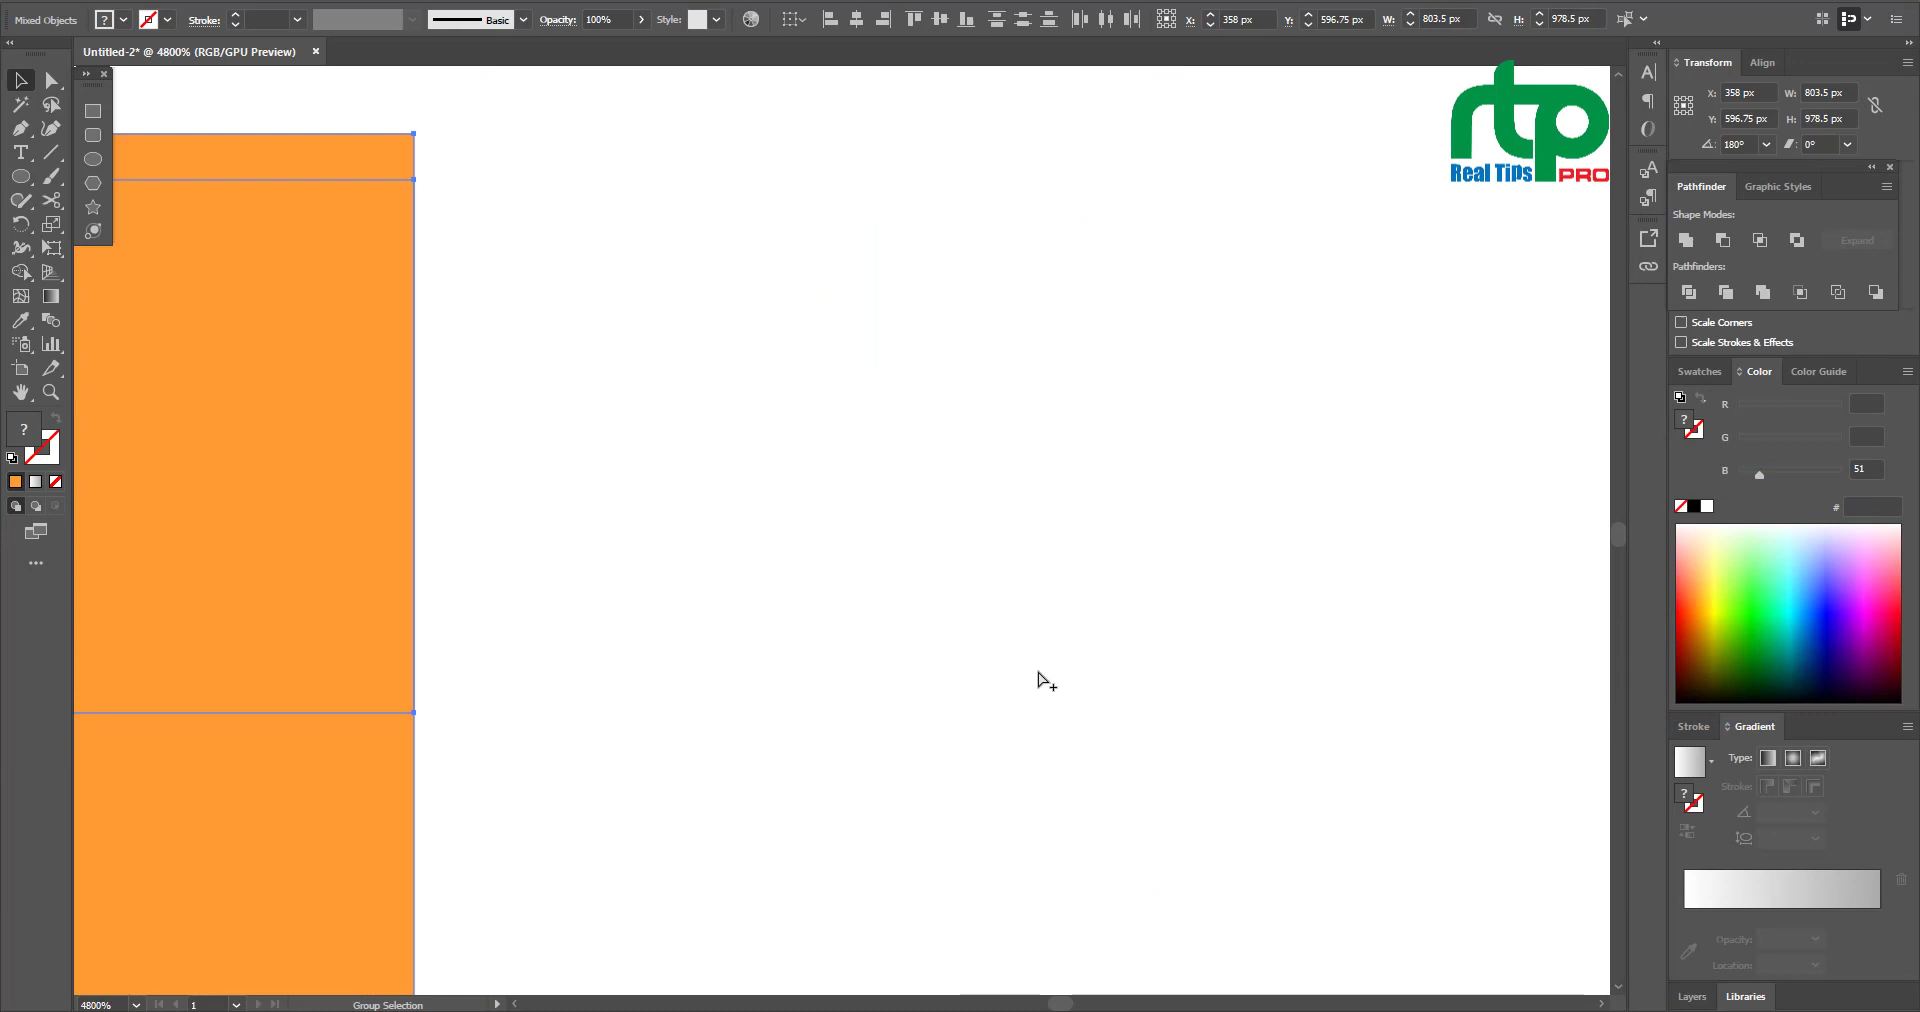 Mixed Objects ? Stroke: Basic Opacity: 100% Style: X: 358 px Y: 596.75 px W: 803.5 px H: 978.5 px
Untitled-2* @ 4800% (RGB/GPU Preview) ×
rtp
Real Tips PRO
Transform Align
X: 358 px W: 803.5 px
Y: 596.75 px H: 978.5 px
180° 0°
Pathfinder Graphic Styles
Shape Modes:
Expand
Pathfinders:
Scale Corners
Scale Strokes & Effects
Swatches Color Color Guide
R
? G
B 51
#
?
Stroke Gradient
Type:
Stroke:
?
Opacity:
Location:
Layers Libraries
4800% 1 Group Selection